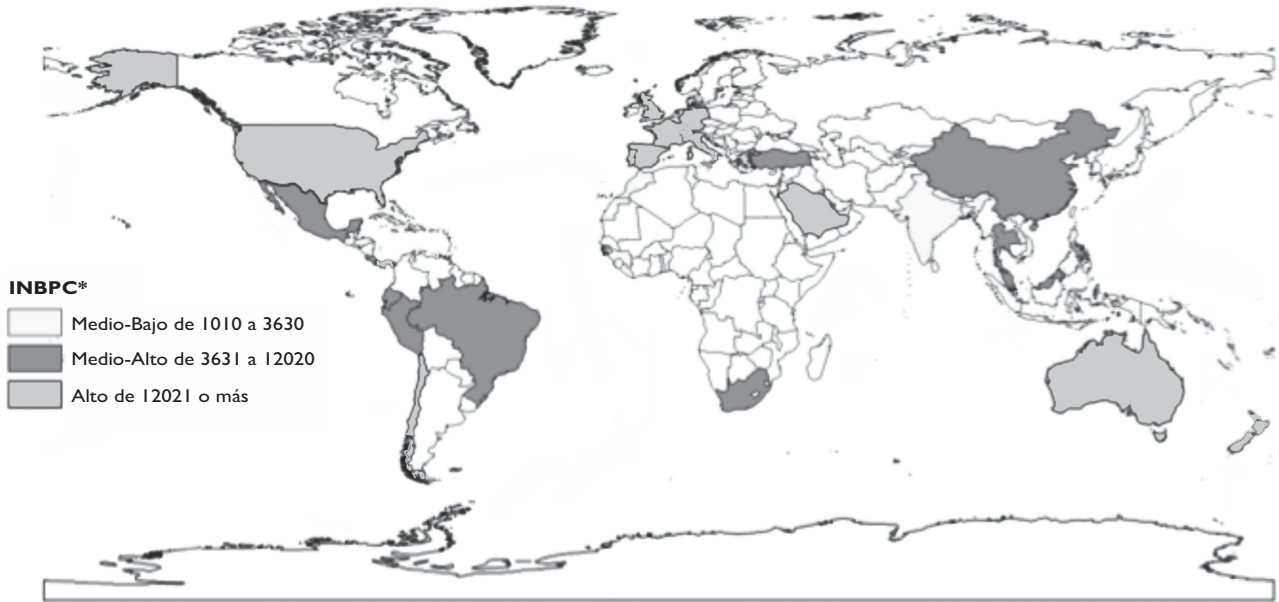 INBPC*
Medio-Bajo de 1010 a 3630
Medio-Alto de 3631 a 12020
Alto de 12021 o más